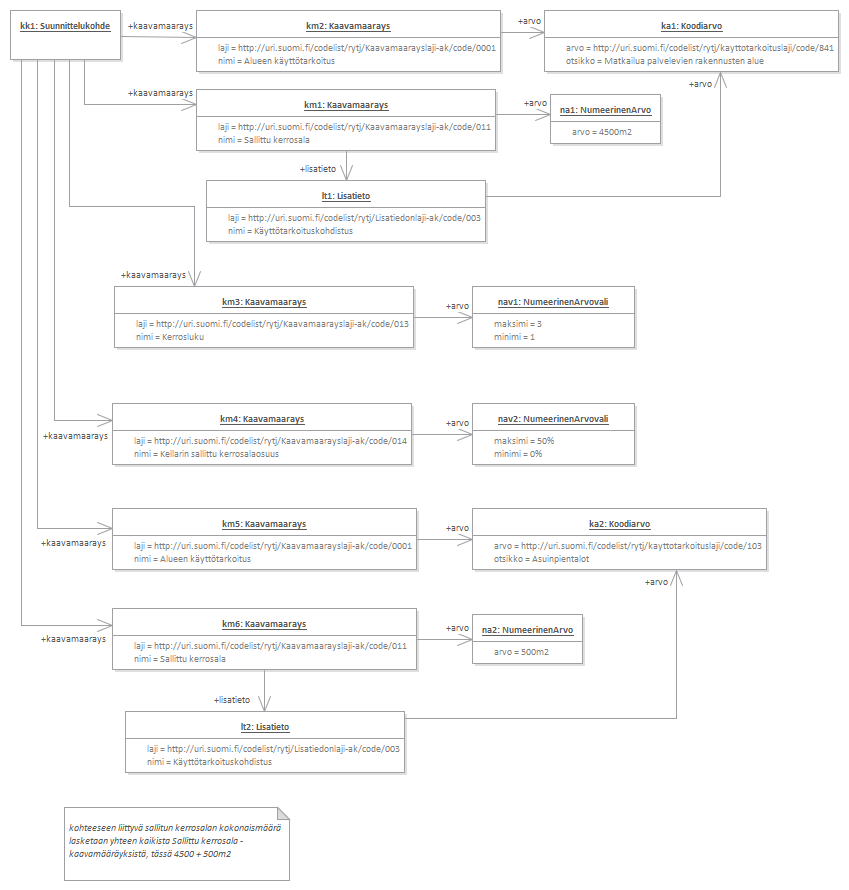 kk1: Suunnittelukohde
+kaavamaarays
km2: Kaavamaarays
laji = http://uri.suomi.fi/codelist/rytj/Kaavamaarayslaji-ak/code/0001
nimi = Alueen käyttötarkoitus
+arvo
ka1: Koodiarvo
arvo = http://uri.suomi.fi/codelist/rytj/kayttotarkoituslaji/code/841
otsikko = Matkailua palvelevien rakennusten alue
+kaavamaarays
km1: Kaavamaarays
laji = http://uri.suomi.fi/codelist/rytj/Kaavamaarayslaji-ak/code/011
nimi = Sallittu kerrosala
+arvo
na1: NumeerinenArvo
arvo = 4500m2
+arvo
+lisatieto
lt1: Lisatieto
laji = http://uri.suomi.fi/codelist/rytj/Lisatiedonlaji-ak/code/003
nimi = Käyttötarkoituskohdistus
+kaavamaarays
km3: Kaavamaarays
laji = http://uri.suomi.fi/codelist/rytj/Kaavamaarayslaji-ak/code/013
nimi = Kerrosluku
+arvo
nav1: NumeerinenArvovali
maksimi = 3
minimi = 1
+kaavamaarays
km4: Kaavamaarays
laji = http://uri.suomi.fi/codelist/rytj/Kaavamaarayslaji-ak/code/014
nimi = Kellarin sallittu kerrosalaosuus
+arvo
nav2: NumeerinenArvovali
maksimi = 50%
minimi = 0%
+kaavamaarays
km5: Kaavamaarays
laji = http://uri.suomi.fi/codelist/rytj/Kaavamaarayslaji-ak/code/0001
nimi = Alueen käyttötarkoitus
+arvo
ka2: Koodiarvo
arvo = http://uri.suomi.fi/codelist/rytj/kayttotarkoituslaji/code/103
otsikko = Asuinpientalot
+arvo
+kaavamaarays
km6: Kaavamaarays
laji = http://uri.suomi.fi/codelist/rytj/Kaavamaarayslaji-ak/code/011
nimi = Sallittu kerrosala
+arvo
na2: NumeerinenArvo
arvo = 500m2
+lisatieto
lt2: Lisatieto
laji = http://uri.suomi.fi/codelist/rytj/Lisatiedonlaji-ak/code/003
nimi = Käyttötarkoituskohdistus
kohteeseen liittyvä sallitun kerrosalan kokonaismäärä
lasketaan yhteen kaikista Sallittu kerrosala -
kaavamääräyksistä, tässä 4500 + 500m2